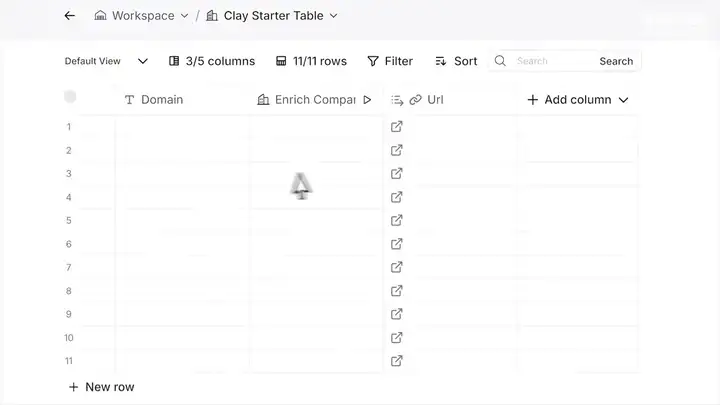 Workspace / Clay Starter Table
Default View 3/5 columns 11/11 rows Filter Sort Search Search
Domain Enrich Compar Url + Add column
1
2
3
4
5
6
7
8
9
10
11
+ New row